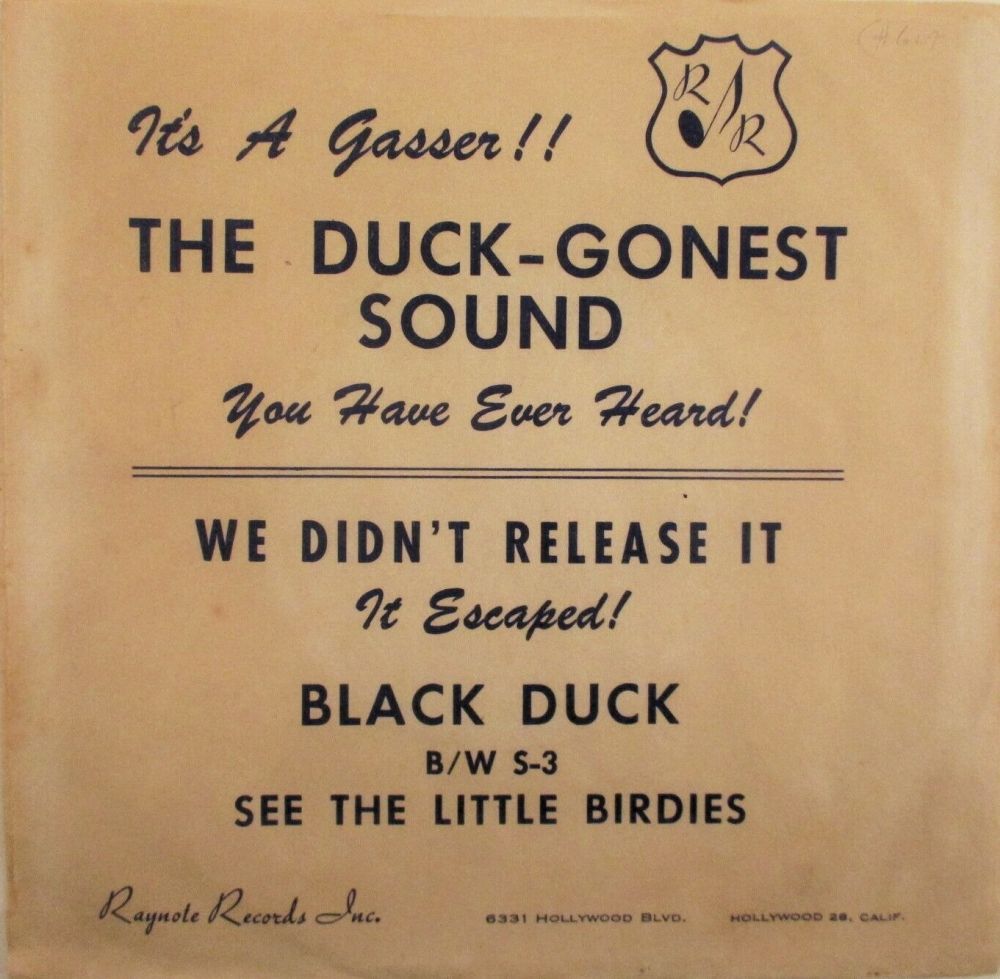 It's A Gasser!!
R R
THE DUCK-GONEST
SOUND
You Have Ever Heard!
WE DIDN'T RELEASE IT
It Escaped!
BLACK DUCK
B/W S-3
SEE THE LITTLE BIRDIES
Raynote Records Inc. 6331 HOLLYWOOD BLVD. HOLLYWOOD 28, CALIF.